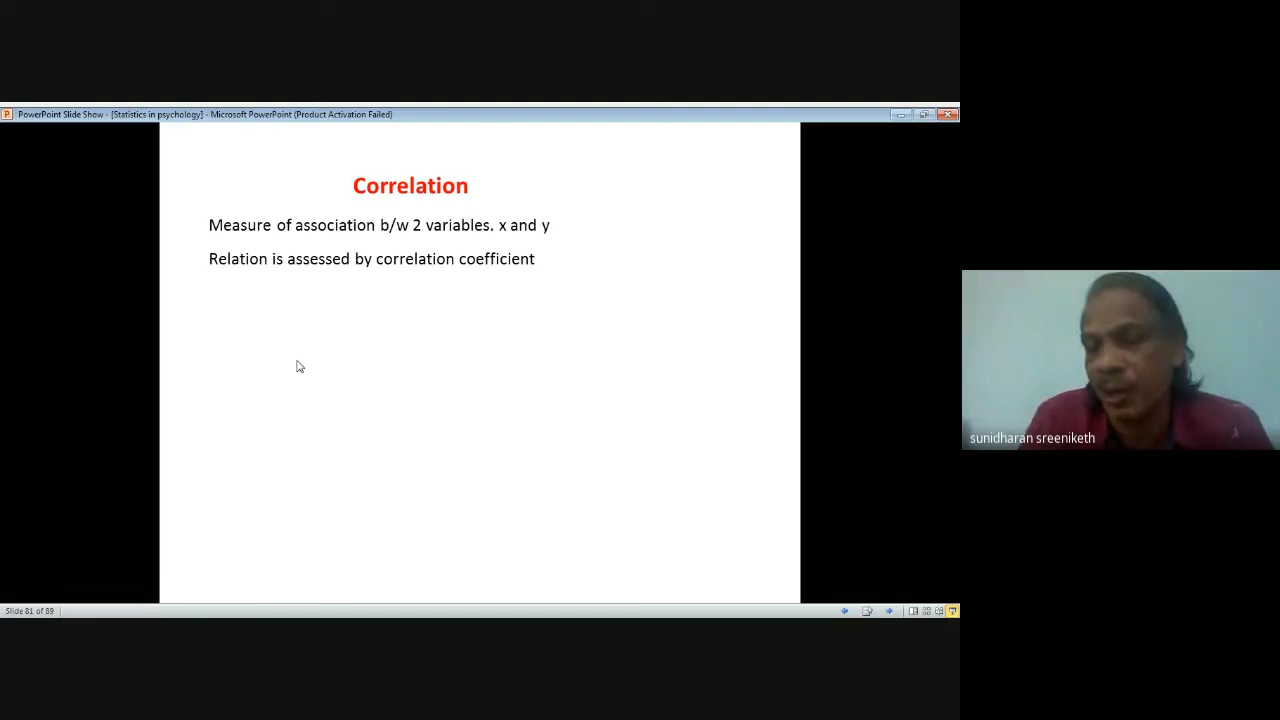 PowerPoint Slide Show - [Statistics in psychology] - Microsoft PowerPoint (Product Activation Failed)
Correlation
Measure of association b/w 2 variables. x and y
Relation is assessed by correlation coefficient
sunidharan sreeniketh
Slide 81 of 89